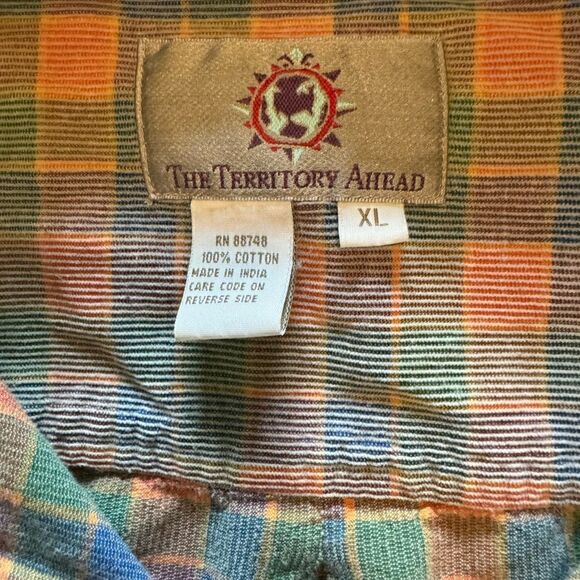 THE TERRITORY AHEAD
XL
RN 88748
100% COTTON
MADE IN INDIA
CARE CODE ON
REVERSE SIDE